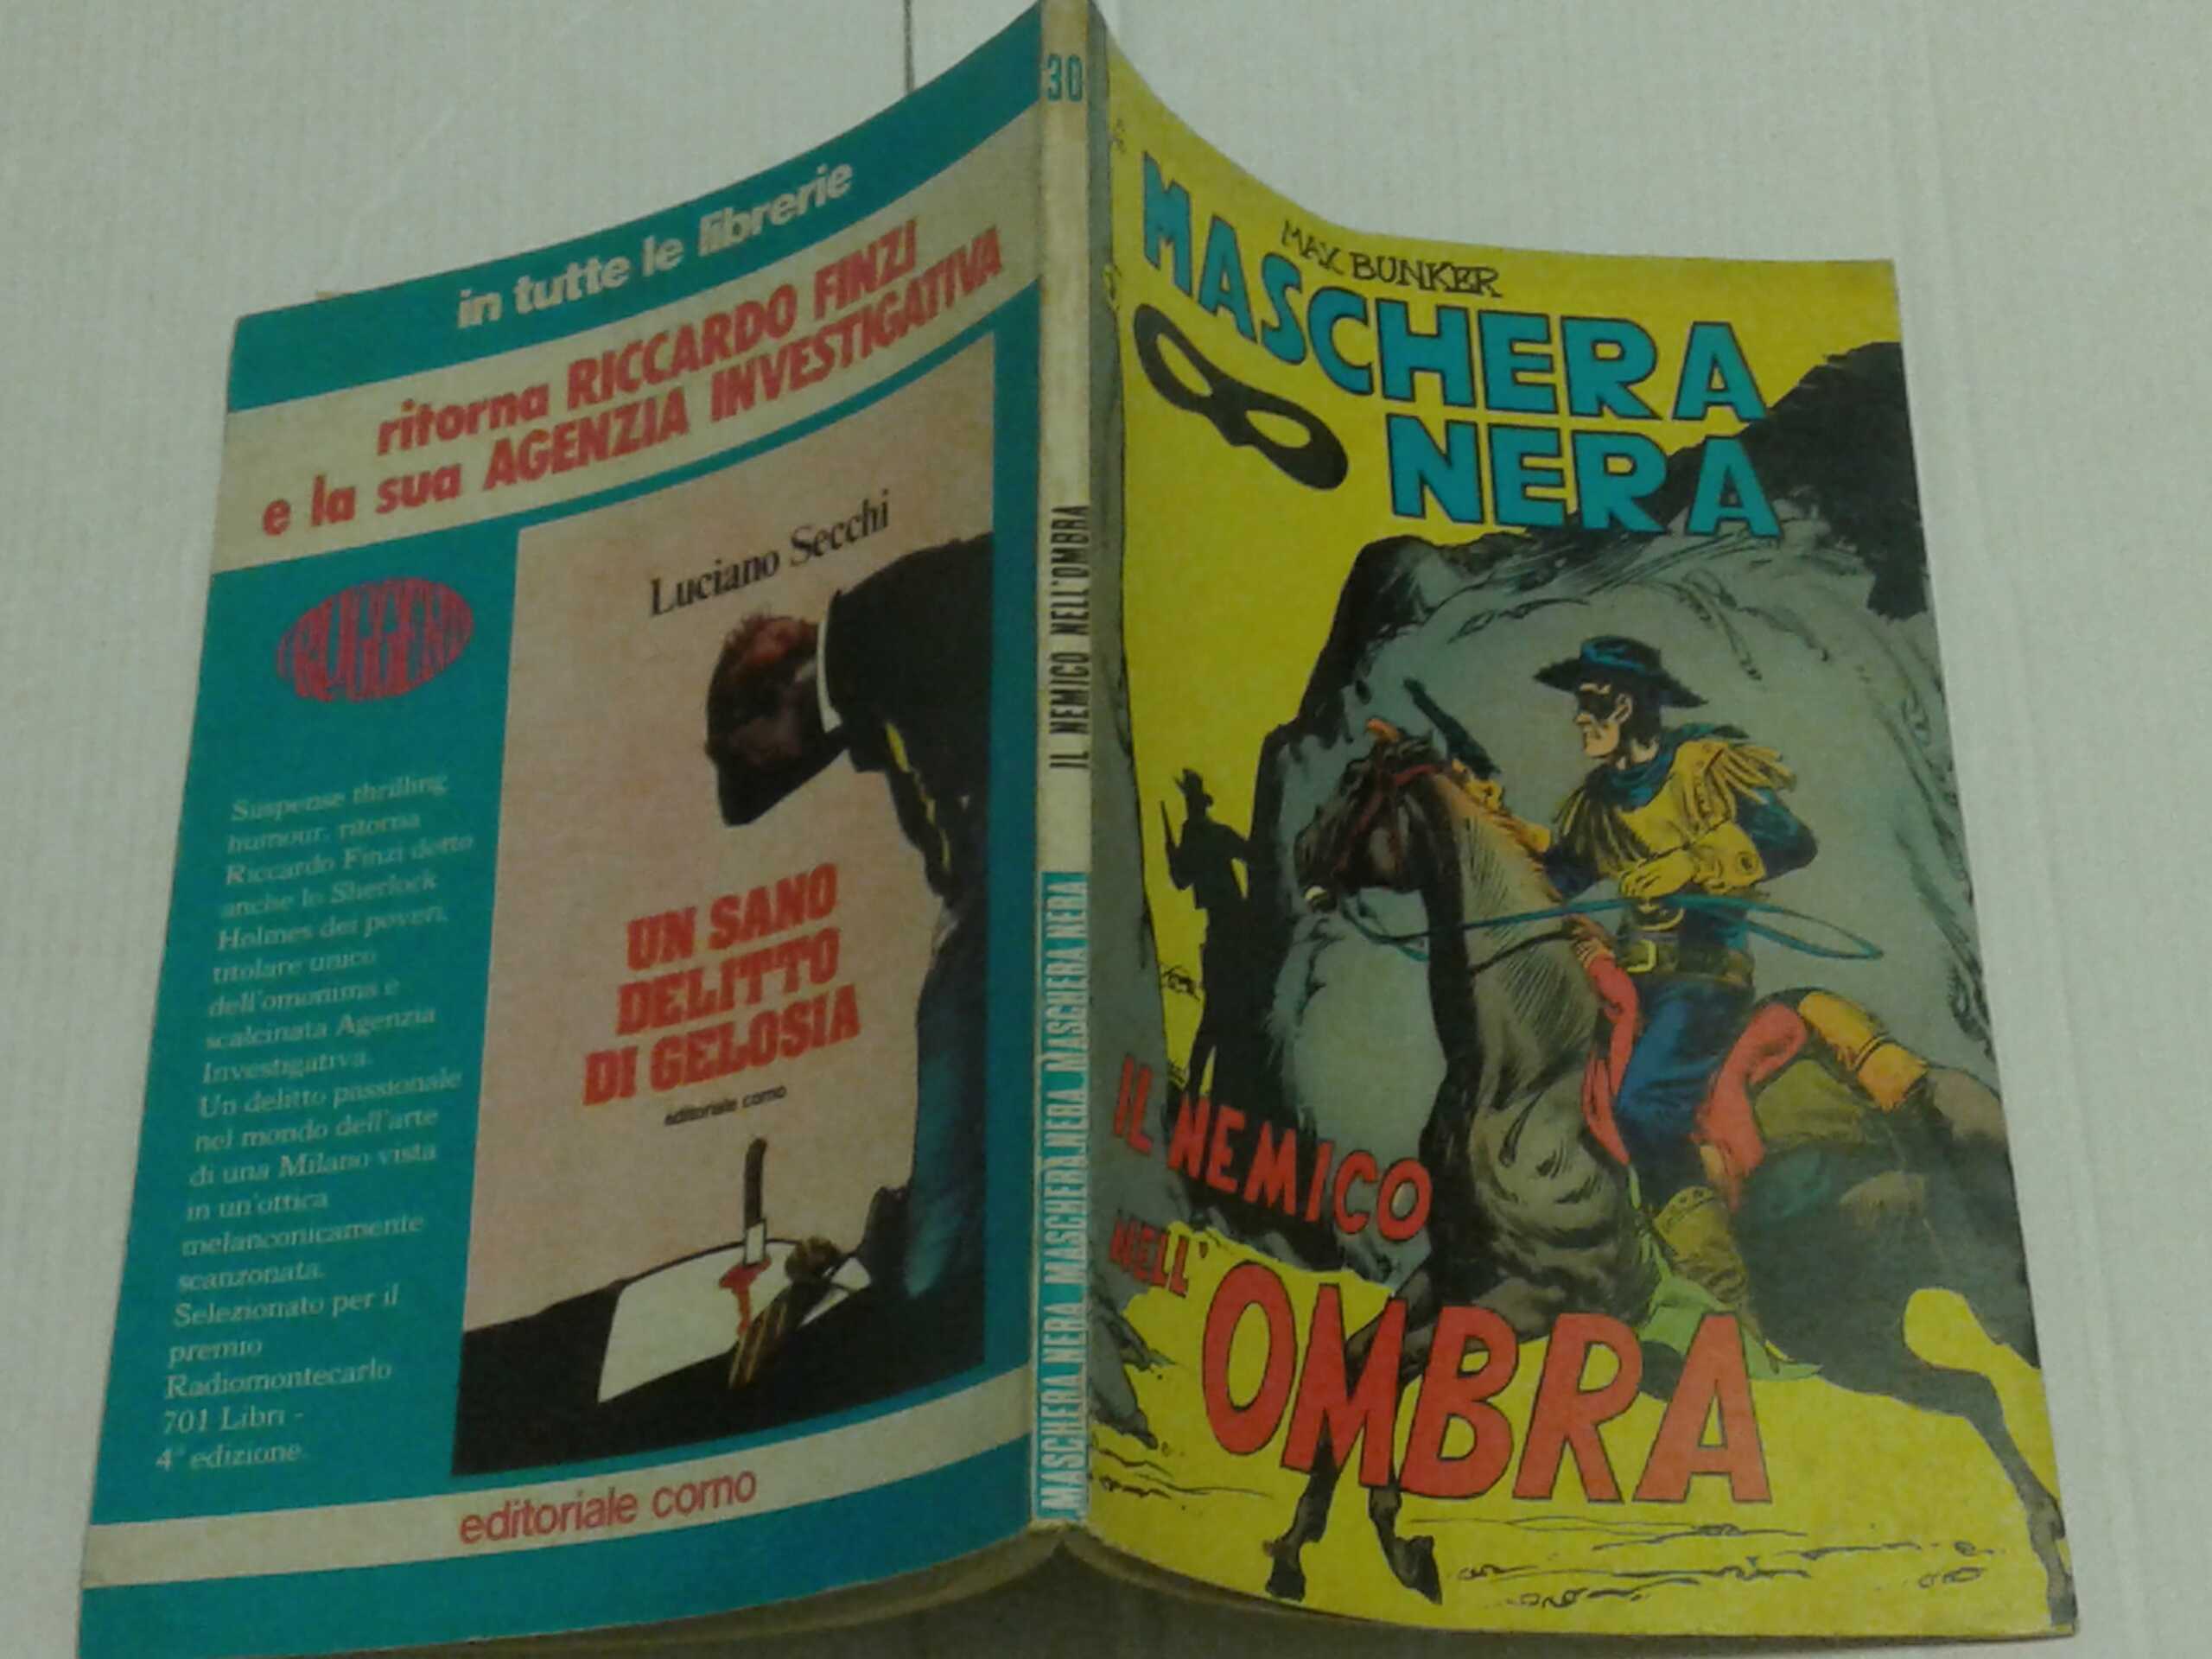 in tutte le librerie
ritorna RICCARDO FINZI
e la sua AGENZIA INVESTIGATIVA
Suspense thrilling
humour, ritorna
Riccardo Finzi detto
anche lo Sherlock
Holmes dei poveri,
titolare unico
dell'omonima e
scalcinata Agenzia
Investigativa.
Un delitto passionale
nel mondo dell'arte
di una Milano vista
in un'ottica
melanconicamente
scanzonata.
Selezionato per il
premio
Radiomontecarlo
701 Libri -
4ª edizione.
Luciano Secchi
UN SANO
DELITTO
DI GELOSIA
editoriale corno
editoriale corno
30
IL NEMICO NELL'OMBRA
MASCHERA NERA MASCHERA NERA MASCHERA NERA
MAX BUNKER
MASCHERA
NERA
IL NEMICO
NELL'
OMBRA